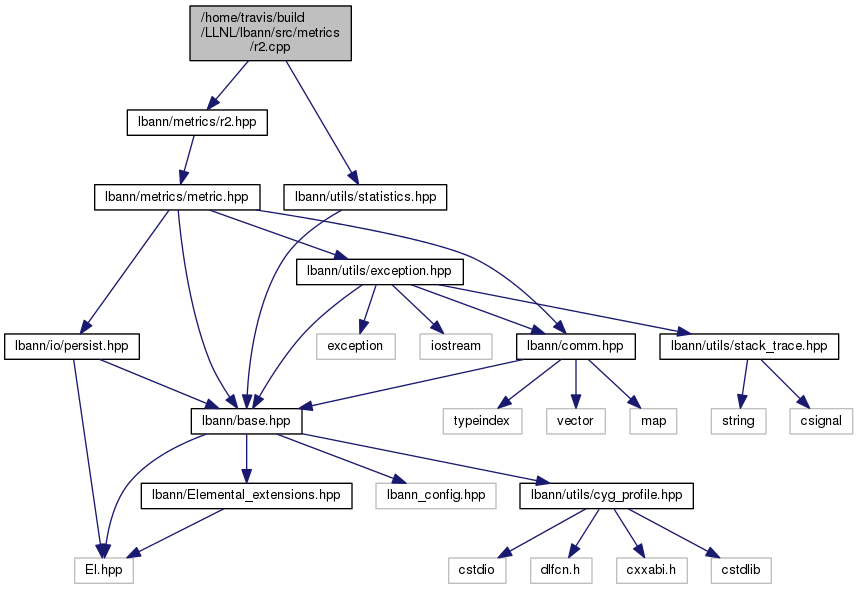 /home/travis/build
/LLNL/lbann/src/metrics
/r2.cpp
lbann/metrics/r2.hpp
lbann/metrics/metric.hpp
lbann/utils/statistics.hpp
lbann/utils/exception.hpp
lbann/io/persist.hpp
exception
iostream
lbann/comm.hpp
lbann/utils/stack_trace.hpp
lbann/base.hpp
typeindex
vector
map
string
csignal
lbann/Elemental_extensions.hpp
lbann_config.hpp
lbann/utils/cyg_profile.hpp
El.hpp
cstdio
dlfcn.h
cxxabi.h
cstdlib